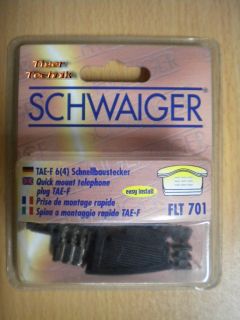 Tiger
Technik
SCHWAIGER
TAE-F 6(4) Schnellbaustecker
Quick mount telephone
plug TAE-F
easy install
Prise de montage rapide
Spina a montaggio rapido TAE-F
FLT 701